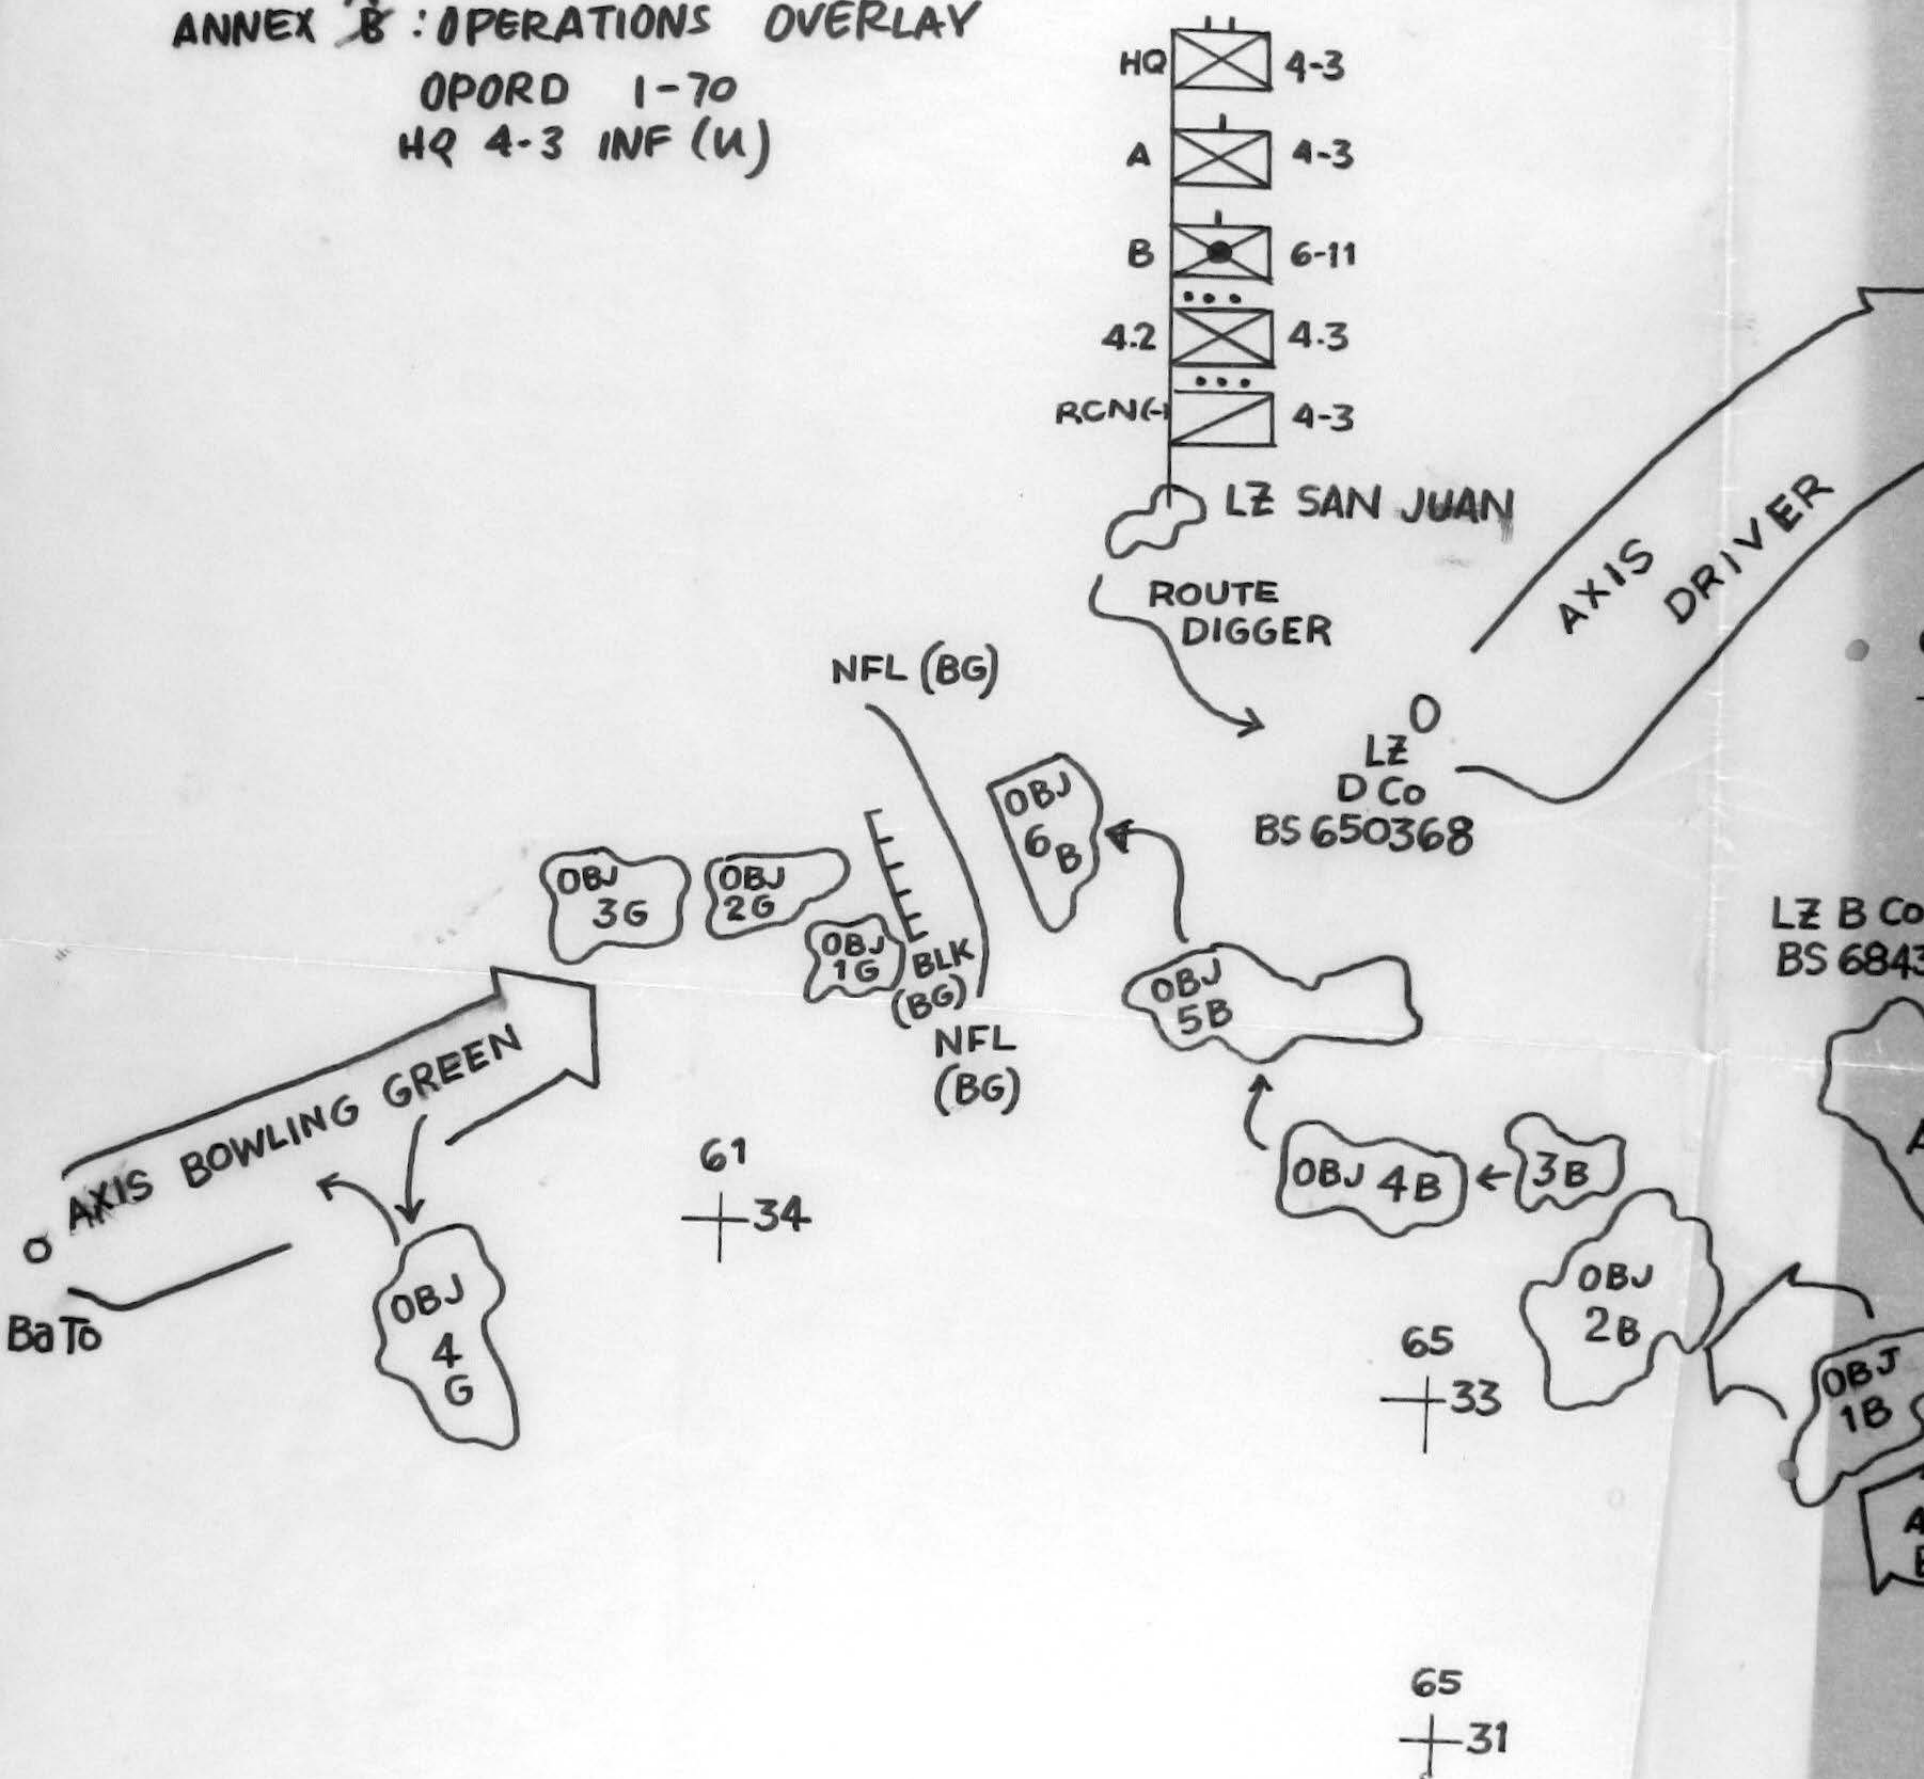 ANNEX B : OPERATIONS OVERLAY
OPORD 1-70
HQ 4-3 INF (U)
HQ 4-3
A 4-3
B 6-11
4.2 4.3
RCN(-) 4-3
LZ SAN JUAN
ROUTE
DIGGER
AXIS
DRIVER
NFL (BG)
O
LZ
D Co
BS 650368
OBJ
6B
OBJ
3G
OBJ
2G
OBJ
1G
BLK
(BG)
NFL
(BG)
OBJ
5B
LZ B Co
BS 6843
AXIS BOWLING GREEN
BaTo
OBJ
4
G
61
34
OBJ 4B
3B
OBJ
2B
OBJ
1B
65
33
65
31